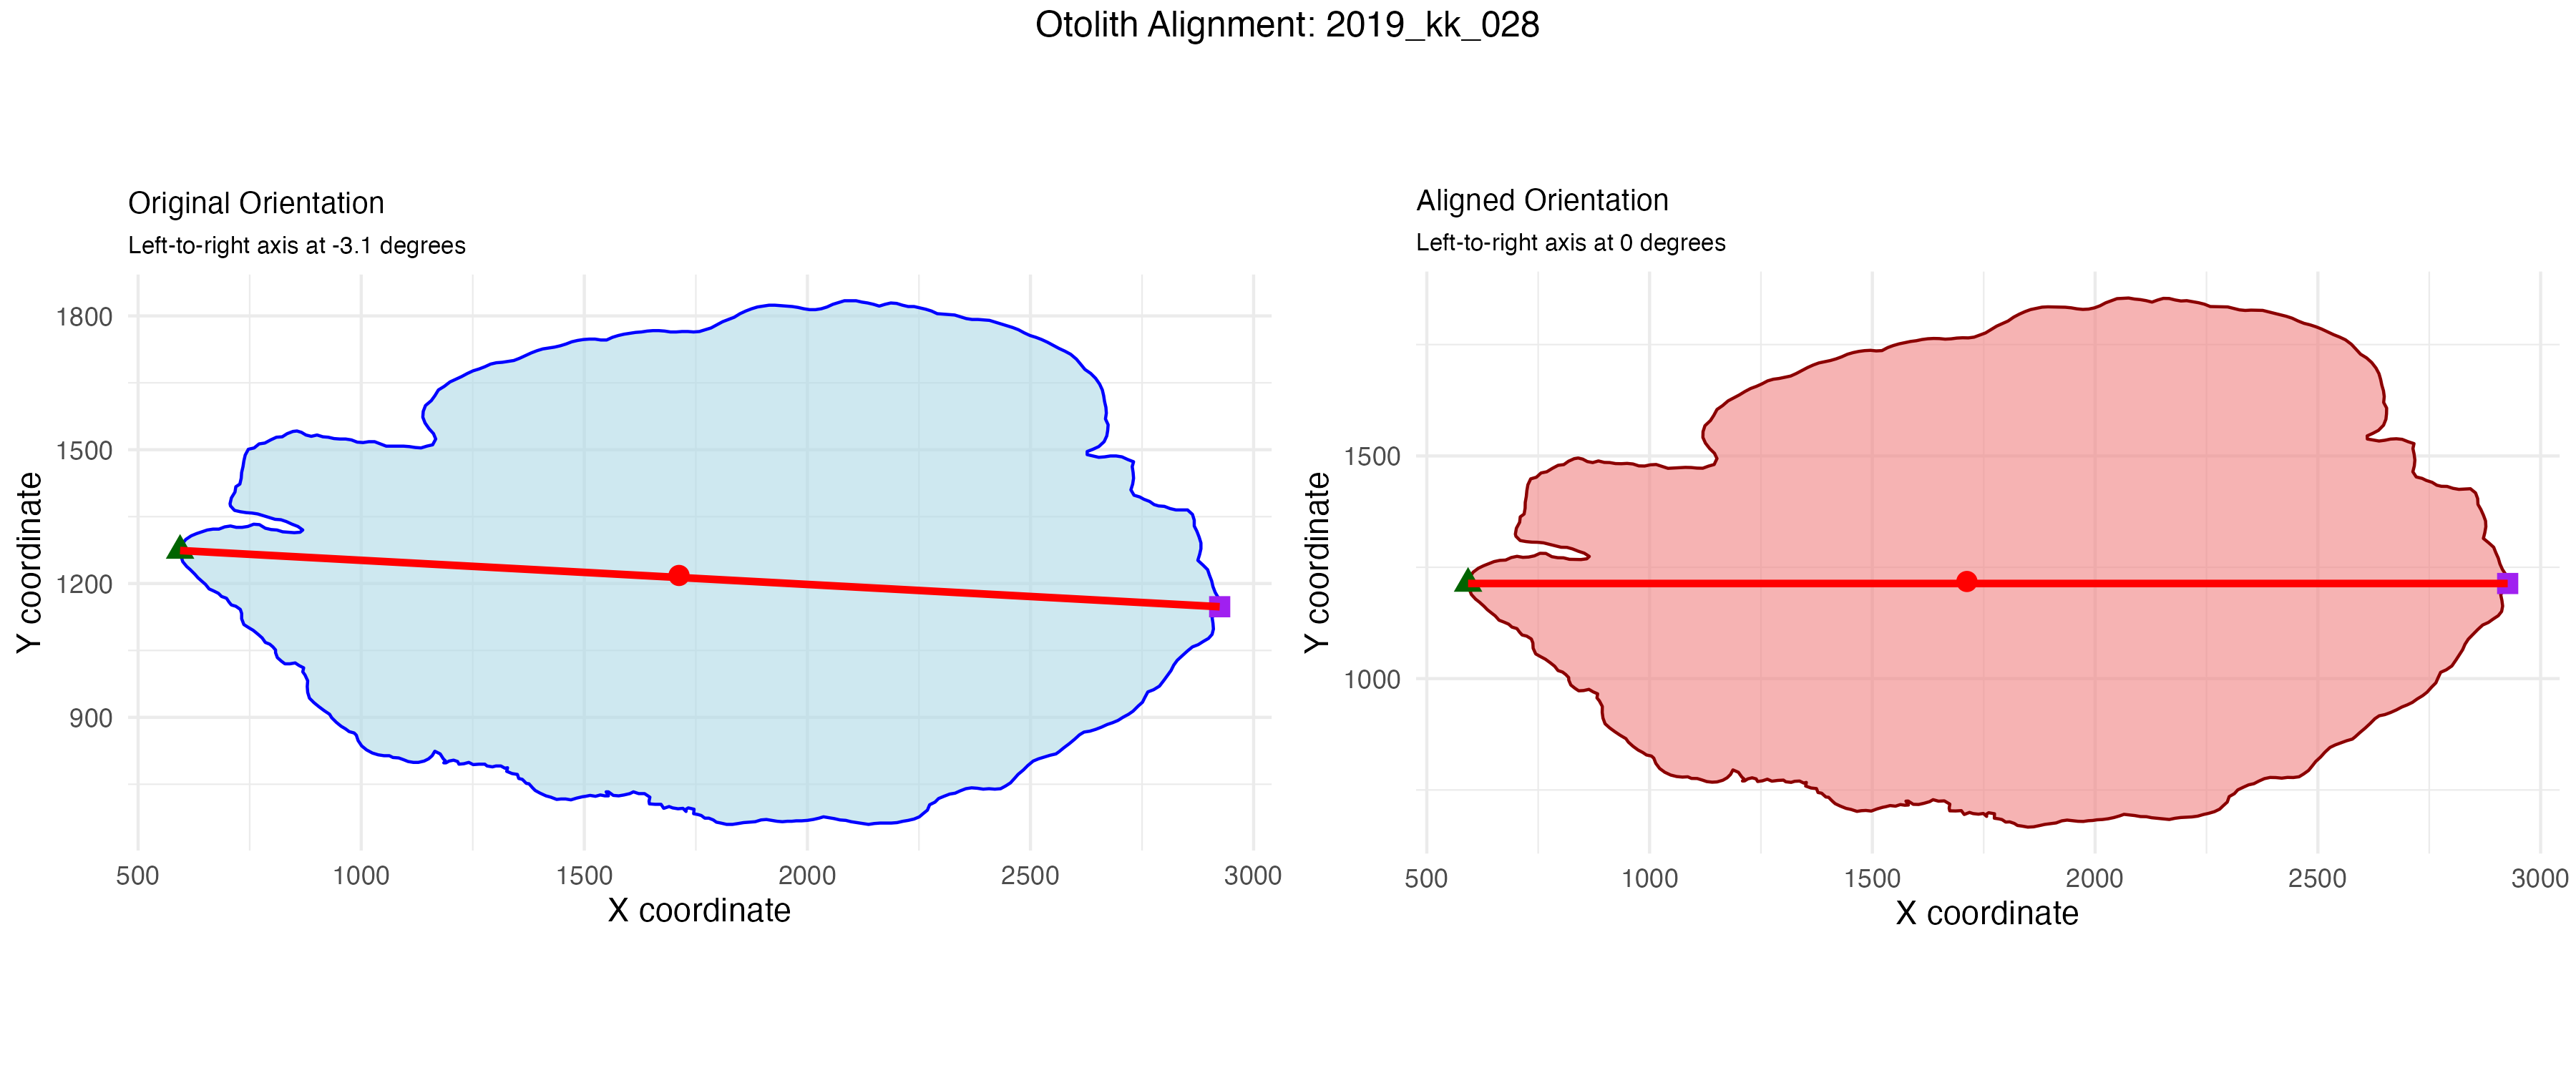 Otolith Alignment: 2019_kk_028
Original Orientation
Left-to-right axis at -3.1 degrees
1800
1500
1200
900
Y coordinate
500 1000 1500 2000 2500 3000
X coordinate
Aligned Orientation
Left-to-right axis at 0 degrees
1500
1000
Y coordinate
500 1000 1500 2000 2500 3000
X coordinate